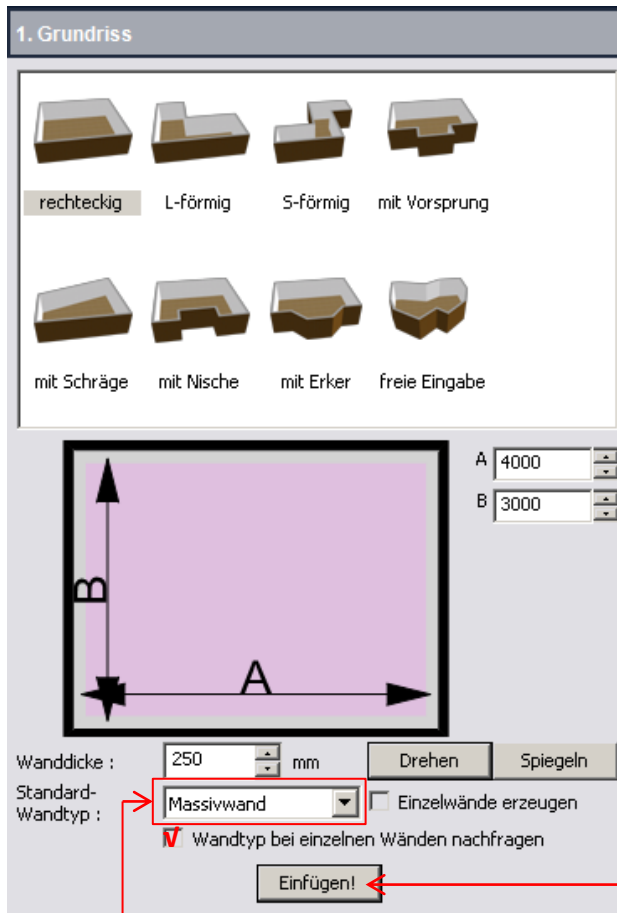 1. Grundriss
rechteckig L-förmig S-förmig mit Vorsprung
mit Schräge mit Nische mit Erker freie Eingabe
A 4000
B 3000
B
A
Wanddicke : 250 mm Drehen Spiegeln
Standard-
Wandtyp : Massivwand Einzelwände erzeugen
Wandtyp bei einzelnen Wänden nachfragen
Einfügen!